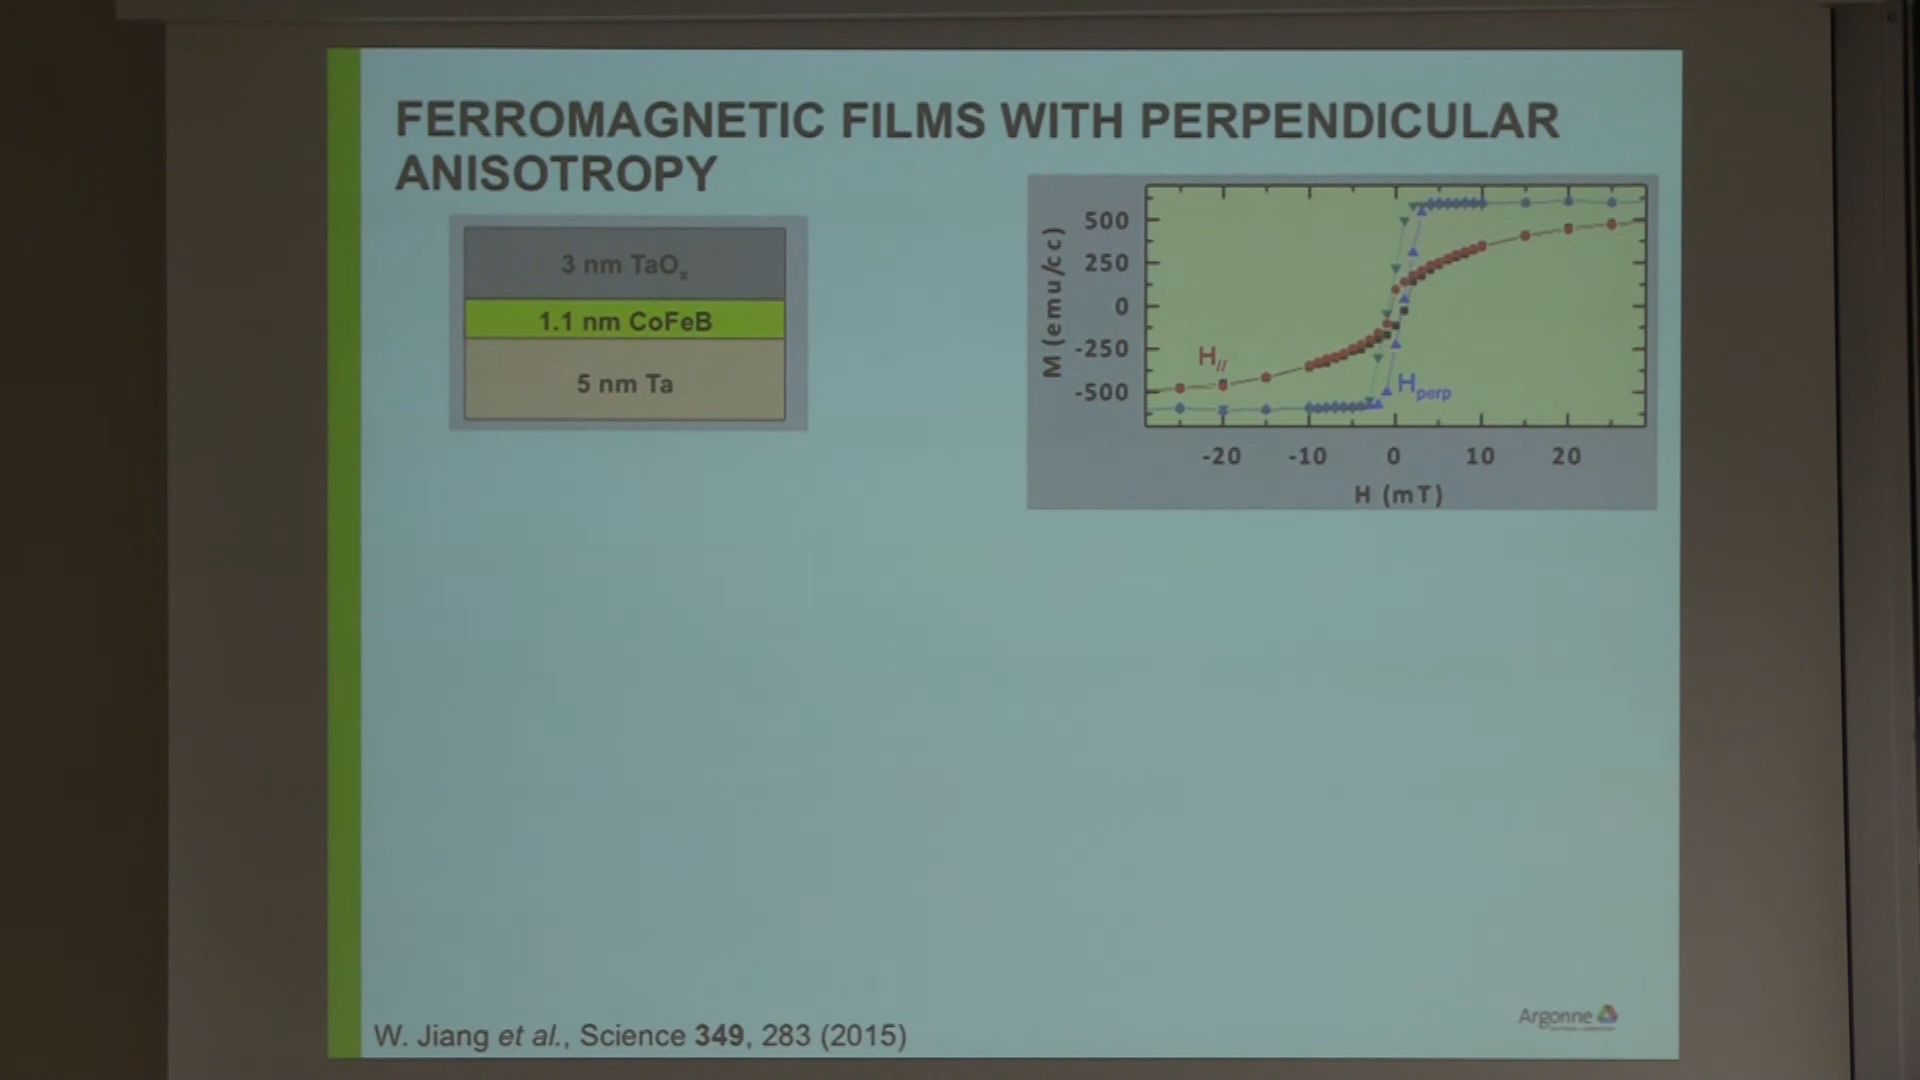 FERROMAGNETIC FILMS WITH PERPENDICULAR
ANISOTROPY
3 nm TaOₓ
1.1 nm CoFeB
5 nm Ta
M (emu/cc)
500
250
0
-250
-500
H//
Hperp
-20 -10 0 10 20
H (mT)
W. Jiang et al., Science 349, 283 (2015)
Argonne